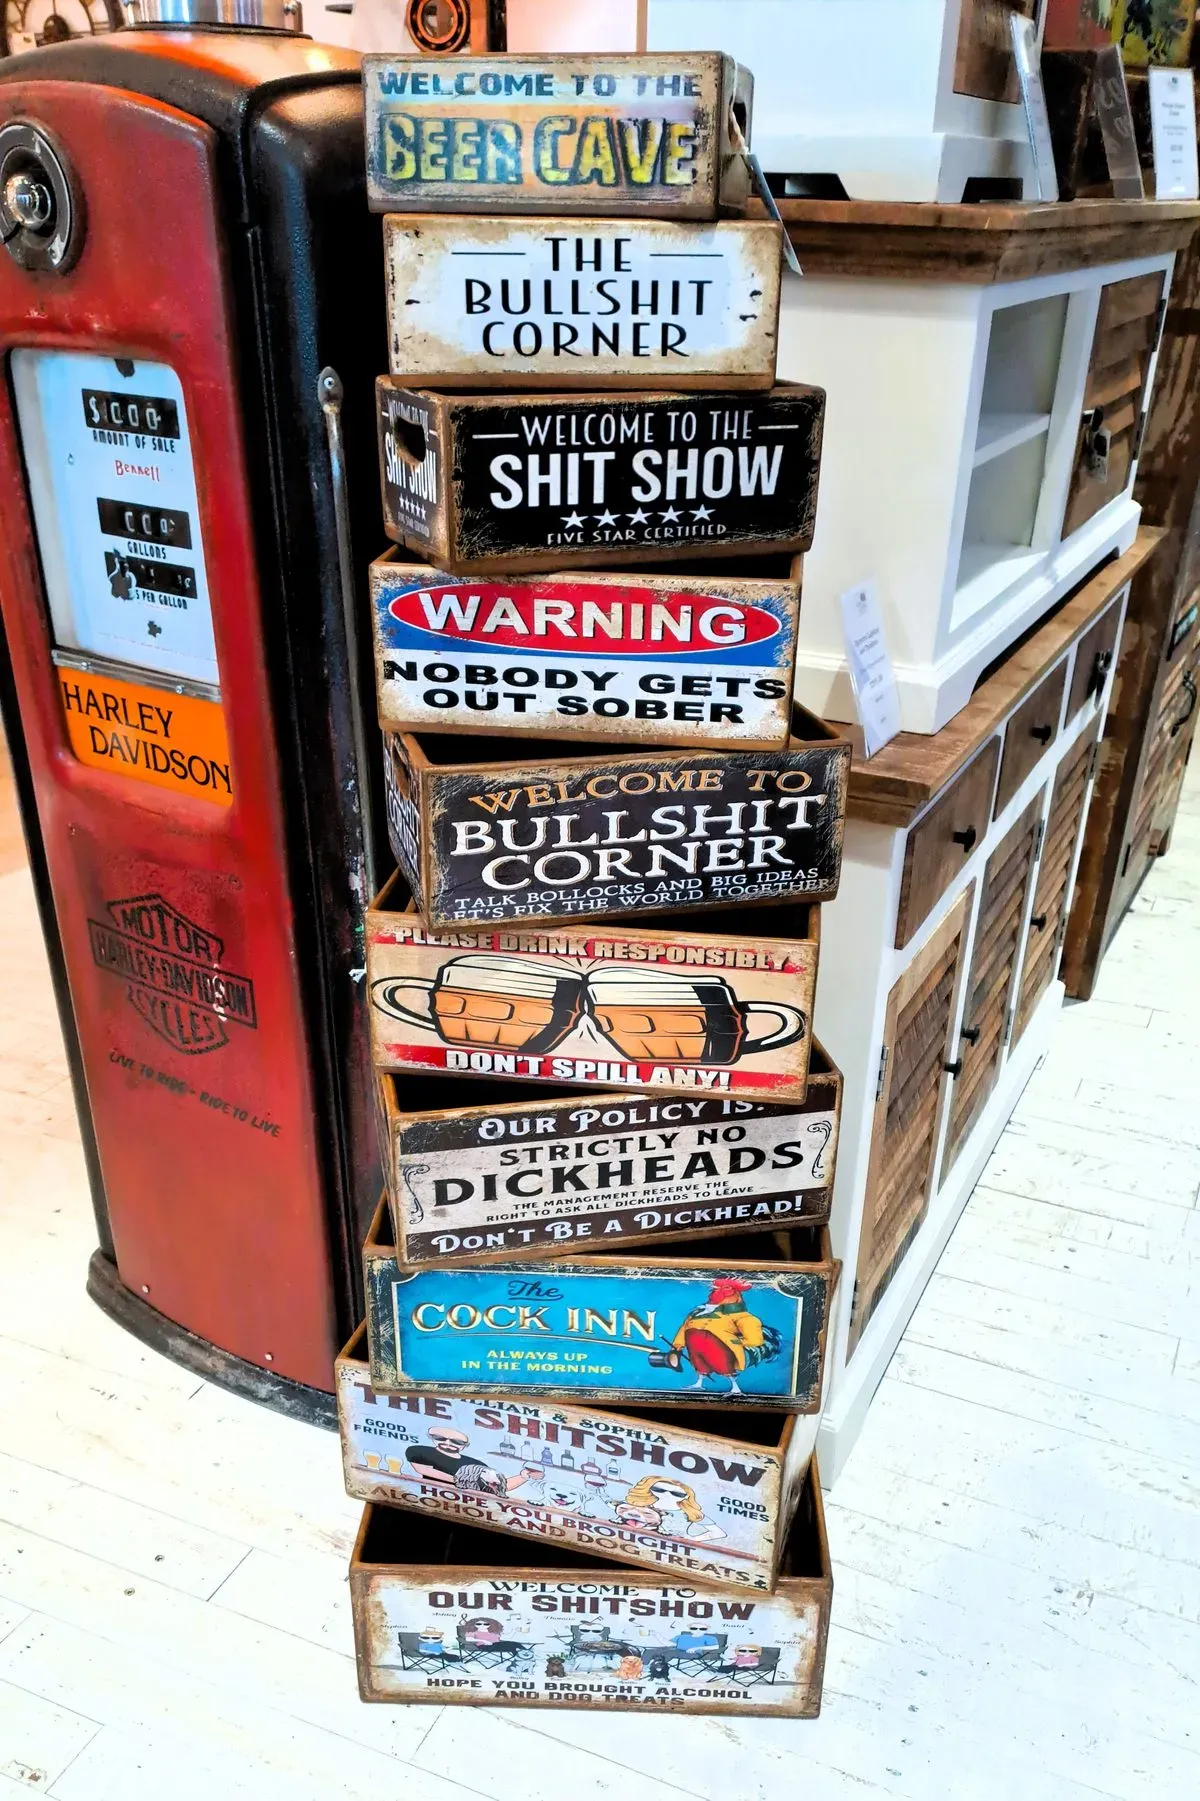 WELCOME TO THE
BEER CAVE
THE
BULLSHIT
CORNER
WELCOME TO THE
SHIT SHOW
FIVE STAR CERTIFIED
SHIT SHOW
WARNING
NOBODY GETS
OUT SOBER
WELCOME TO
BULLSHIT
CORNER
TALK BOLLOCKS AND BIG IDEAS
LET'S FIX THE WORLD TOGETHER
PLEASE DRINK RESPONSIBLY
DON'T SPILL ANY!
OUR POLICY IS:
STRICTLY NO
DICKHEADS
THE MANAGEMENT RESERVE THE
RIGHT TO ASK ALL DICKHEADS TO LEAVE
DON'T BE A DICKHEAD!
The
COCK INN
ALWAYS UP
IN THE MORNING
& SOPHIA
THE SHITSHOW
GOOD
FRIENDS
GOOD
TIMES
HOPE YOU BROUGHT
ALCOHOL AND DOG TREATS
WELCOME TO
OUR SHITSHOW
HOPE YOU BROUGHT ALCOHOL
AND DOG TREATS
AMOUNT OF SALE
Bennett
GALLONS
PER GALLON
HARLEY
DAVIDSON
MOTOR
HARLEY-DAVIDSON
CYCLES
LIVE TO RIDE - RIDE TO LIVE